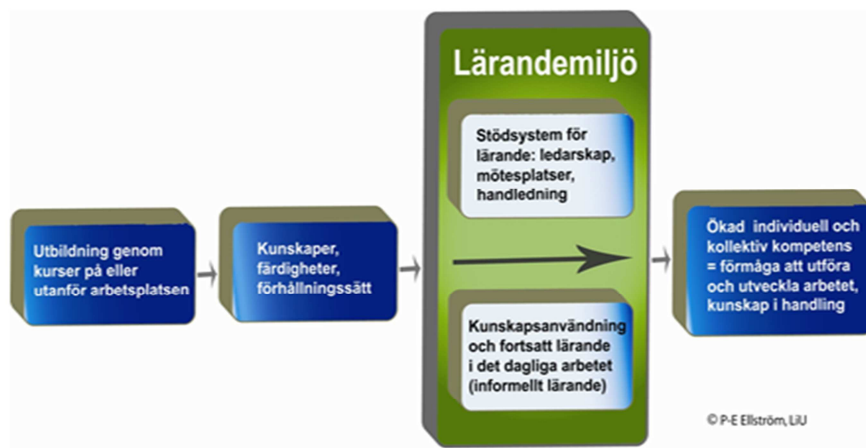 Utbildning genom
kurser på eller
utanför arbetsplatsen
Kunskaper,
färdigheter,
förhållningssätt
Lärandemiljö
Stödsystem för
lärande: ledarskap,
mötesplatser,
handledning
Kunskapsanvändning
och fortsatt lärande
i det dagliga arbetet
(informellt lärande)
Ökad individuell och
kollektiv kompetens
= förmåga att utföra
och utveckla arbetet,
kunskap i handling
© P-E Ellström, LiU